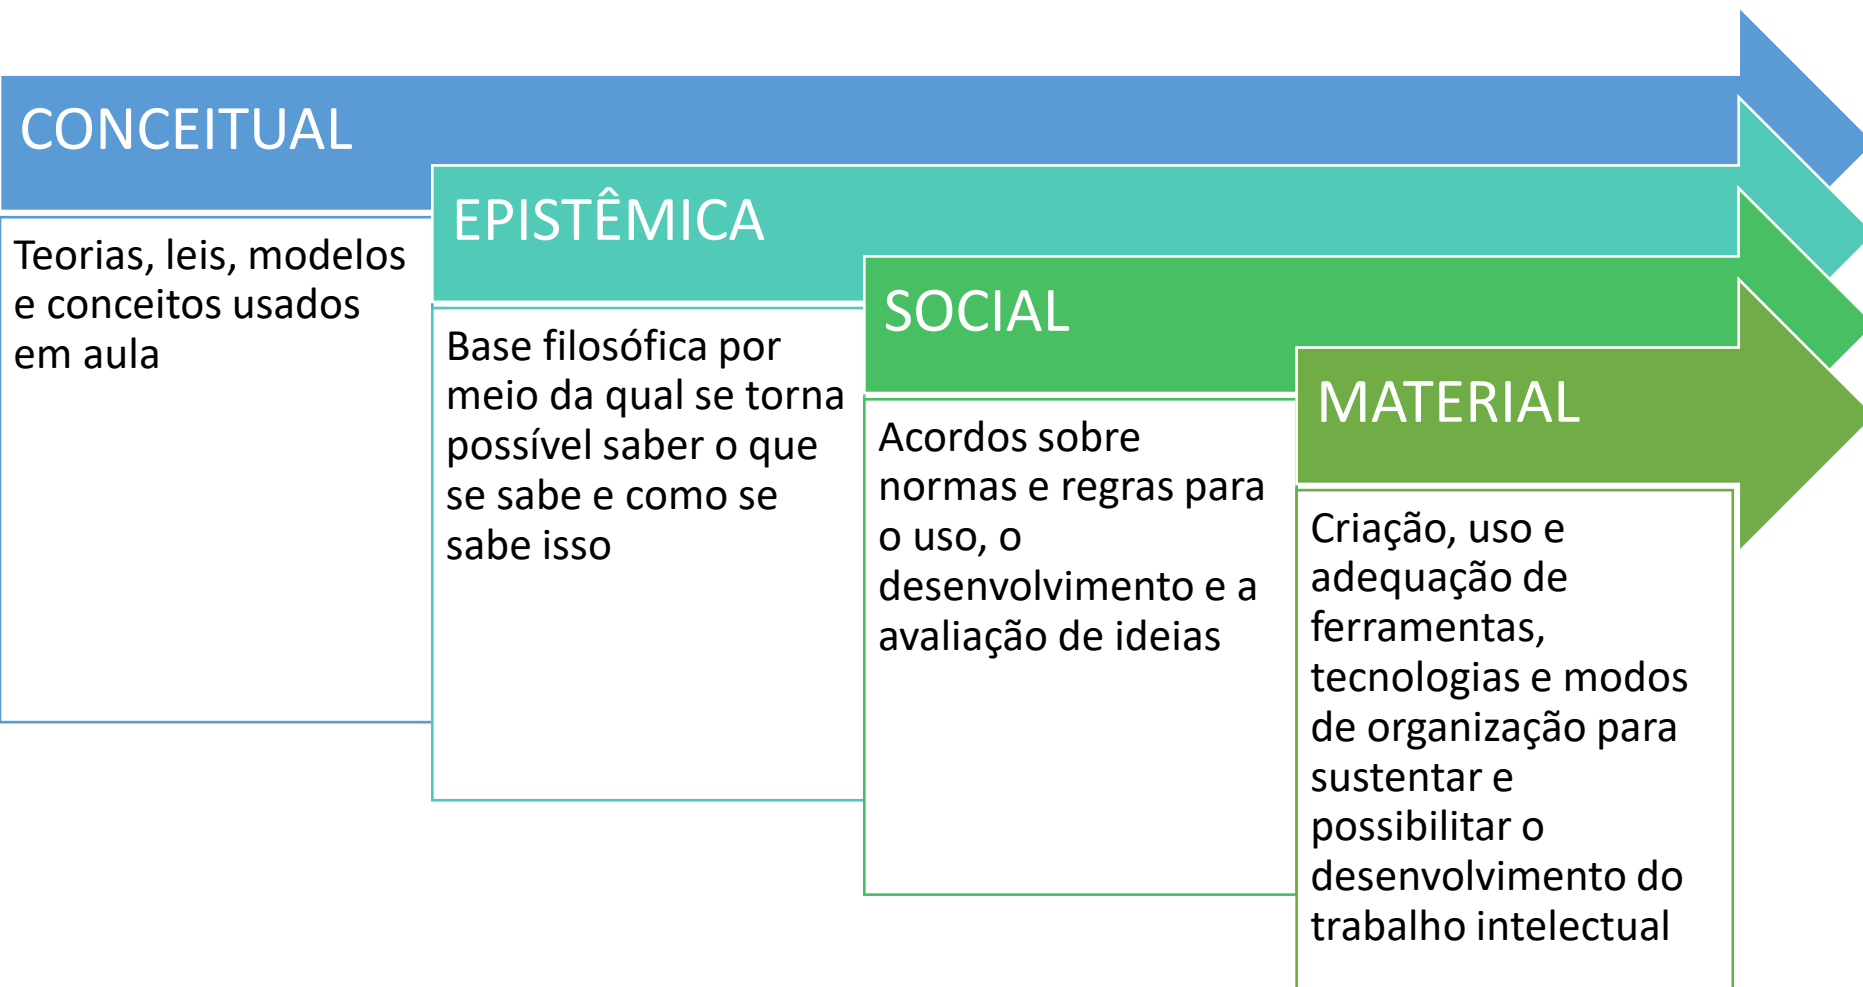 CONCEITUAL
Teorias, leis, modelos
e conceitos usados
em aula
EPISTÊMICA
Base filosófica por
meio da qual se torna
possível saber o que
se sabe e como se
sabe isso
SOCIAL
Acordos sobre
normas e regras para
o uso, o
desenvolvimento e a
avaliação de ideias
MATERIAL
Criação, uso e
adequação de
ferramentas,
tecnologias e modos
de organização para
sustentar e
possibilitar o
desenvolvimento do
trabalho intelectual